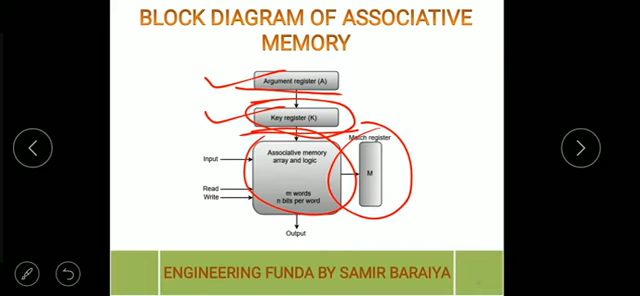 BLOCK DIAGRAM OF ASSOCIATIVE
MEMORY
Argument register (A)
Key register (K)
Match register
Associative memory
array and logic
Input
M
Read
Write
m words
n bits per word
Output
ENGINEERING FUNDA BY SAMIR BARAIYA